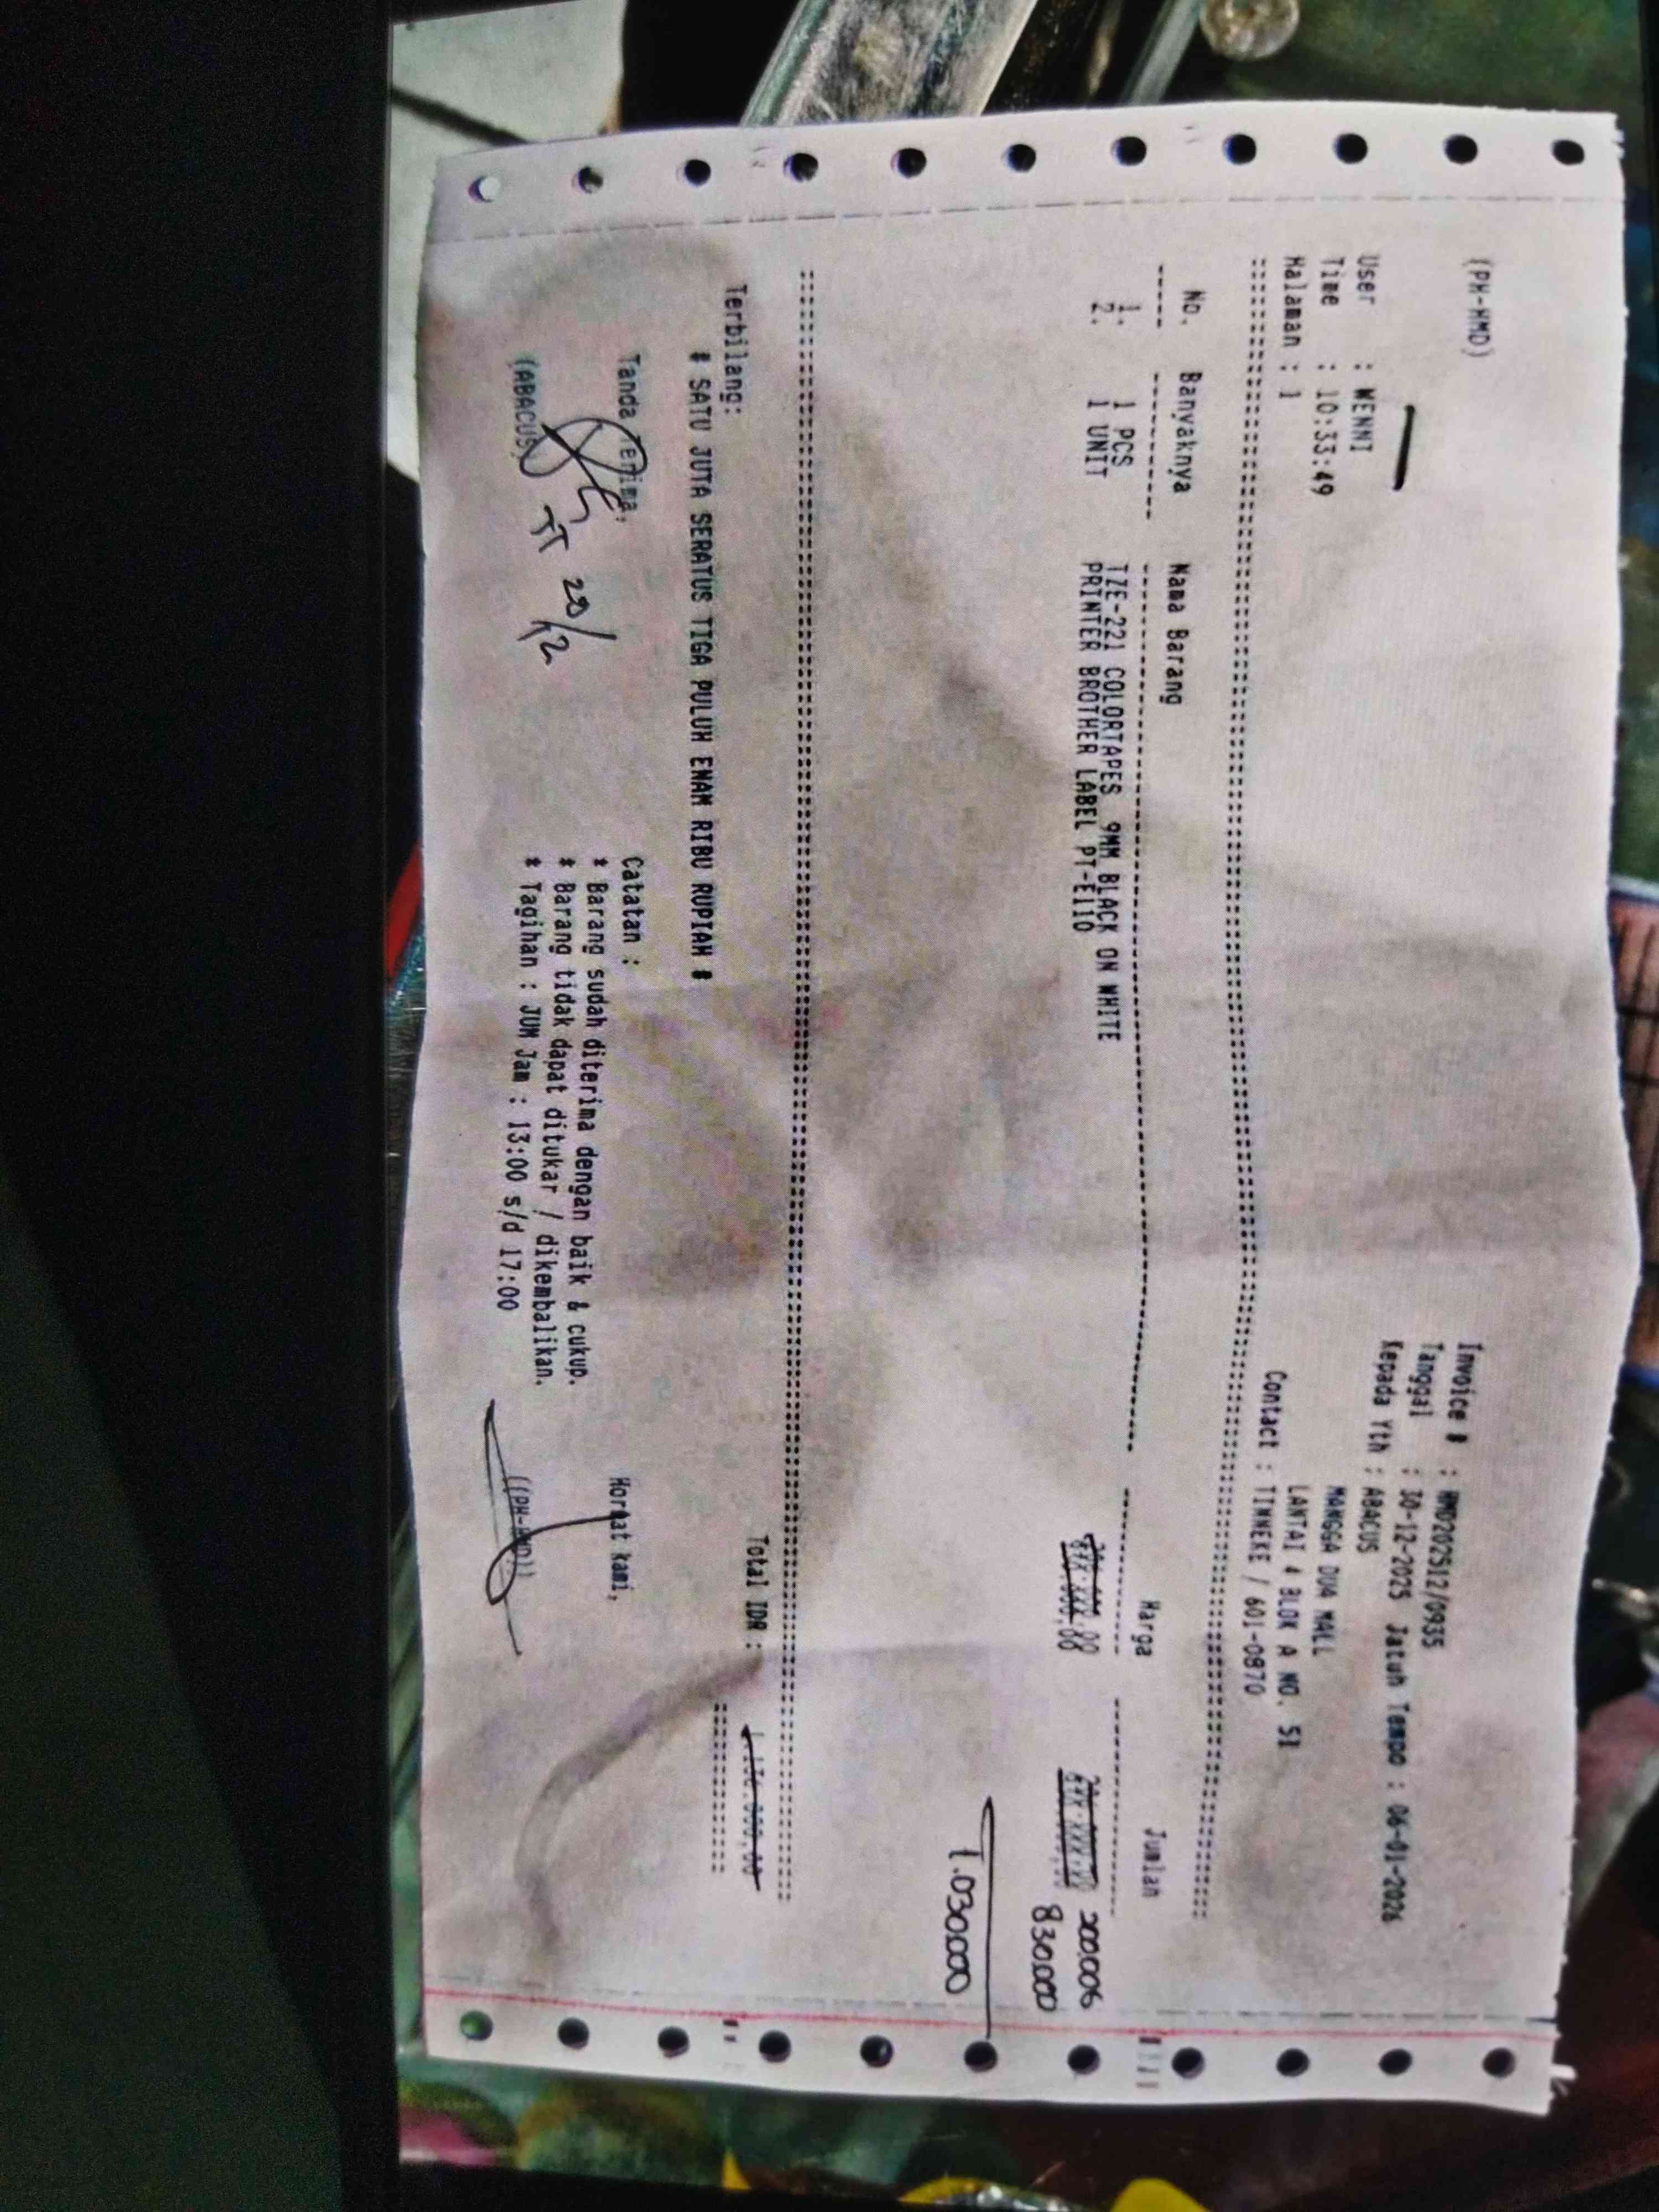 (PH-HMD)
Invoice # : HMD202512/0935
Tanggal : 30-12-2025 Jatuh Tempo : 06-01-2026
Kepada Yth : ABACUS
User : WENNI
MANGGA DUA MALL
Time : 10:33:49
LANTAI 4 BLOK A NO. 51
Halaman : 1
Contact : TINNEKE / 601-0870
No. Banyaknya Nama Barang Harga Jumlah
1. 1 PCS TZE-221 COLORTAPES 9MM BLACK ON WHITE 200,000
2. 1 UNIT PRINTER BROTHER LABEL PT-E110 830,000
1.030,000
Total IDR :
Terbilang:
# SATU JUTA SERATUS TIGA PULUH ENAM RIBU RUPIAH #
Tanda Terima,
Catatan :
Hormat kami,
* Barang sudah diterima dengan baik & cukup.
* Barang tidak dapat ditukar / dikembalikan.
* Tagihan : JUM Jam : 13:00 s/d 17:00
(ABACUS)
((PH-HMD))